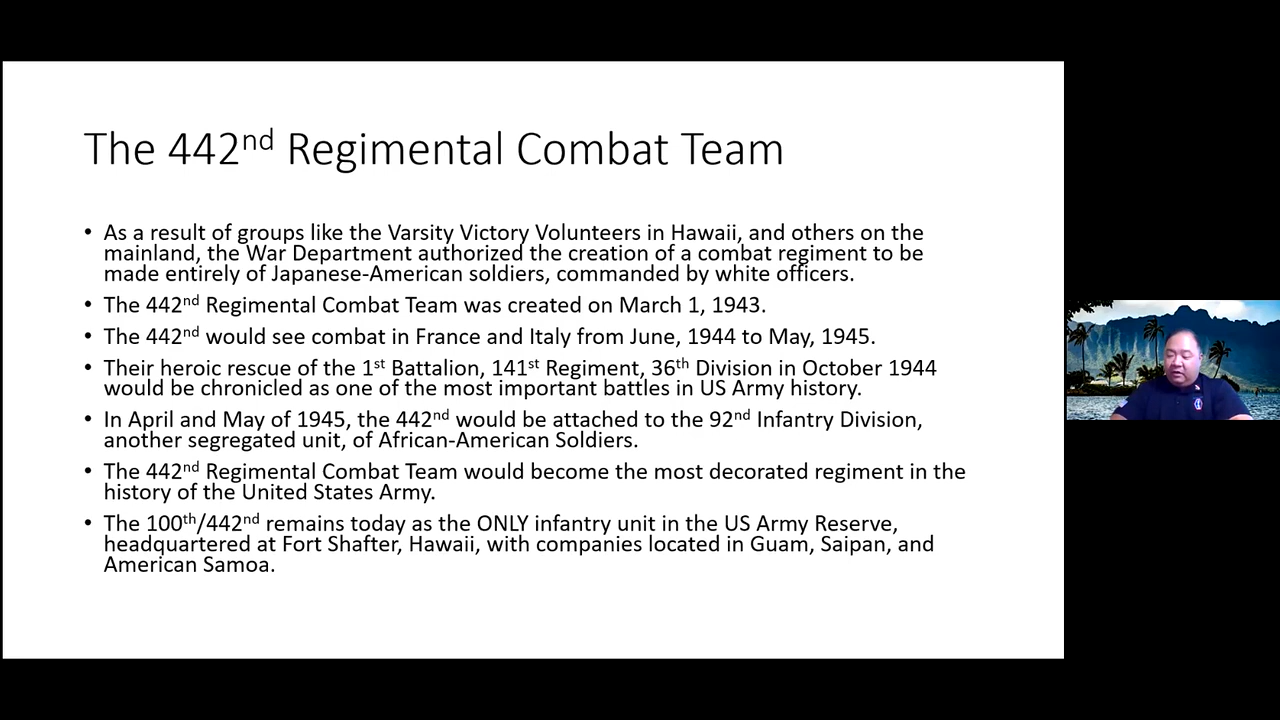 The 442nd Regimental Combat Team
• As a result of groups like the Varsity Victory Volunteers in Hawaii, and others on the
mainland, the War Department authorized the creation of a combat regiment to be
made entirely of Japanese-American soldiers, commanded by white officers.
• The 442nd Regimental Combat Team was created on March 1, 1943.
• The 442nd would see combat in France and Italy from June, 1944 to May, 1945.
• Their heroic rescue of the 1st Battalion, 141st Regiment, 36th Division in October 1944
would be chronicled as one of the most important battles in US Army history.
• In April and May of 1945, the 442nd would be attached to the 92nd Infantry Division,
another segregated unit, of African-American Soldiers.
• The 442nd Regimental Combat Team would become the most decorated regiment in the
history of the United States Army.
• The 100th/442nd remains today as the ONLY infantry unit in the US Army Reserve,
headquartered at Fort Shafter, Hawaii, with companies located in Guam, Saipan, and
American Samoa.